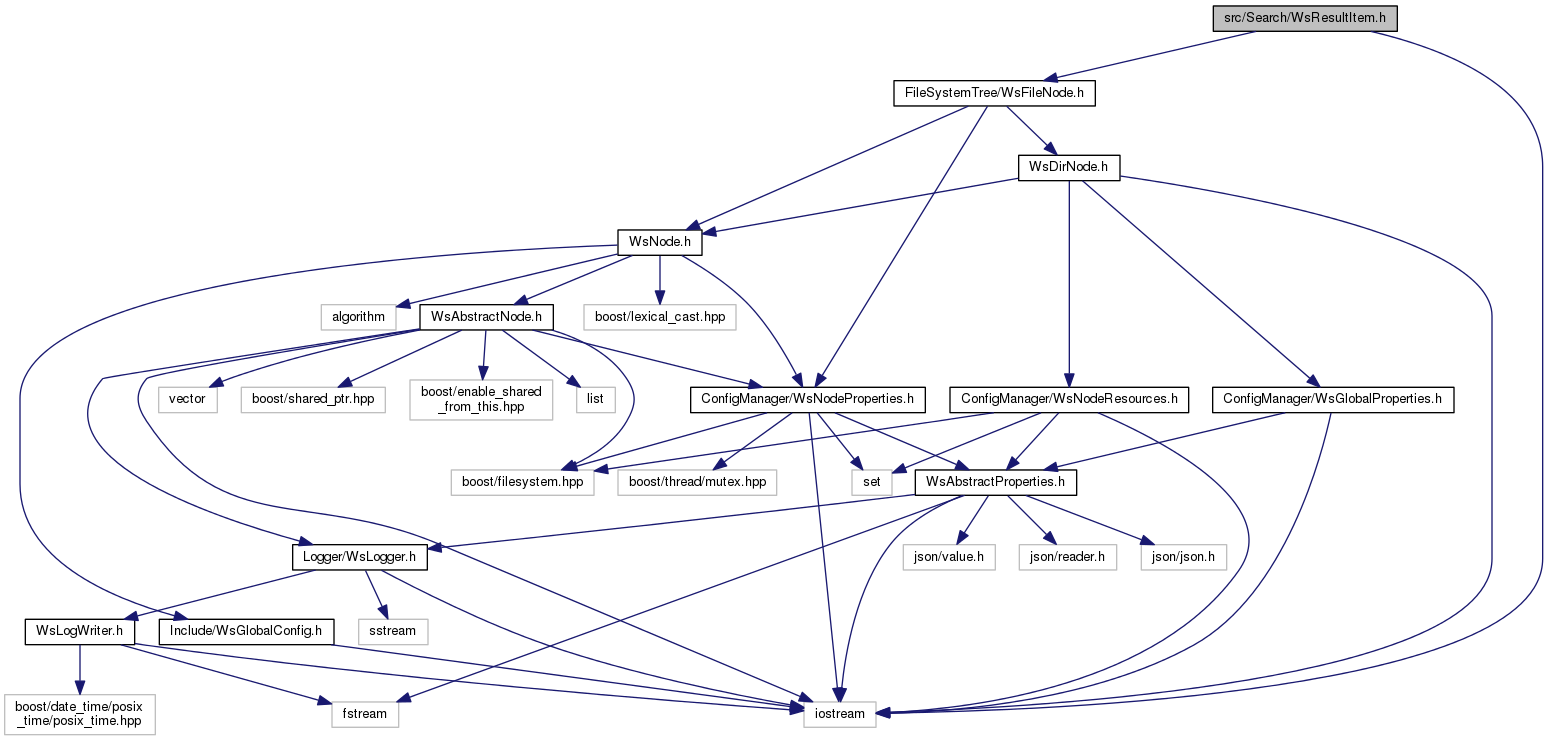 src/Search/WsResultItem.h
FileSystemTree/WsFileNode.h
WsDirNode.h
WsNode.h
algorithm
WsAbstractNode.h
boost/lexical_cast.hpp
vector
boost/shared_ptr.hpp
boost/enable_shared
_from_this.hpp
list
ConfigManager/WsNodeProperties.h
ConfigManager/WsNodeResources.h
ConfigManager/WsGlobalProperties.h
boost/filesystem.hpp
boost/thread/mutex.hpp
set
WsAbstractProperties.h
Logger/WsLogger.h
json/value.h
json/reader.h
json/json.h
WsLogWriter.h
Include/WsGlobalConfig.h
sstream
boost/date_time/posix
_time/posix_time.hpp
fstream
iostream